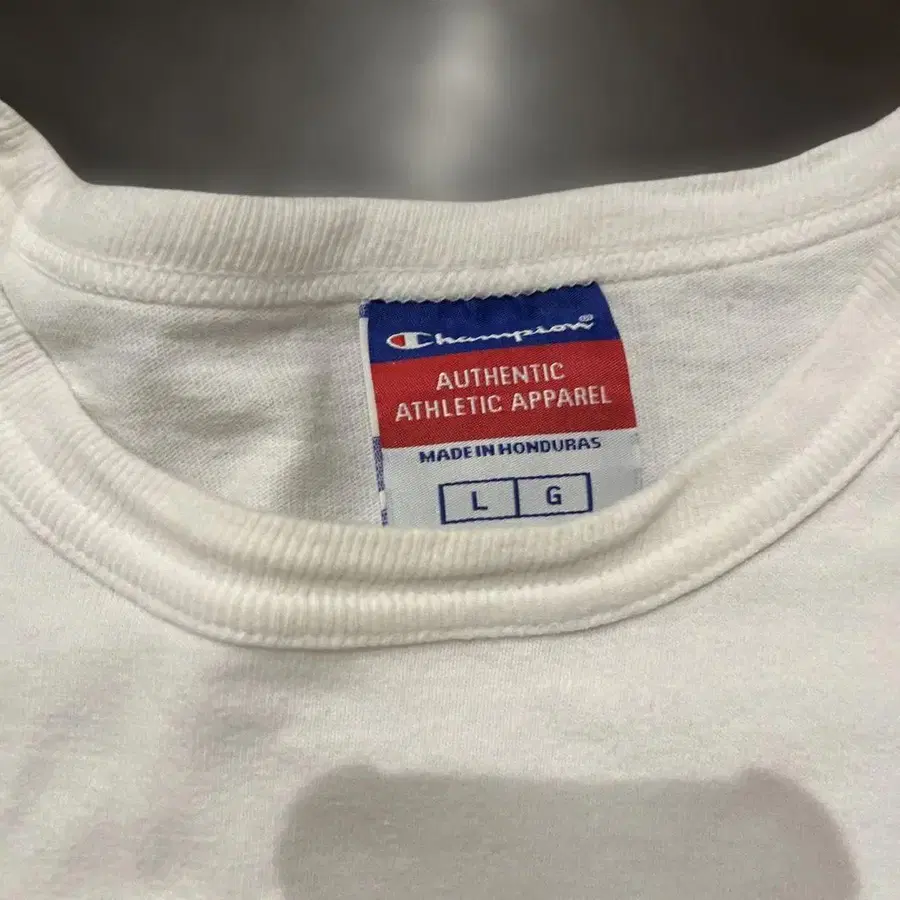 Champion®
AUTHENTIC
ATHLETIC APPAREL
MADE IN HONDURAS
L G